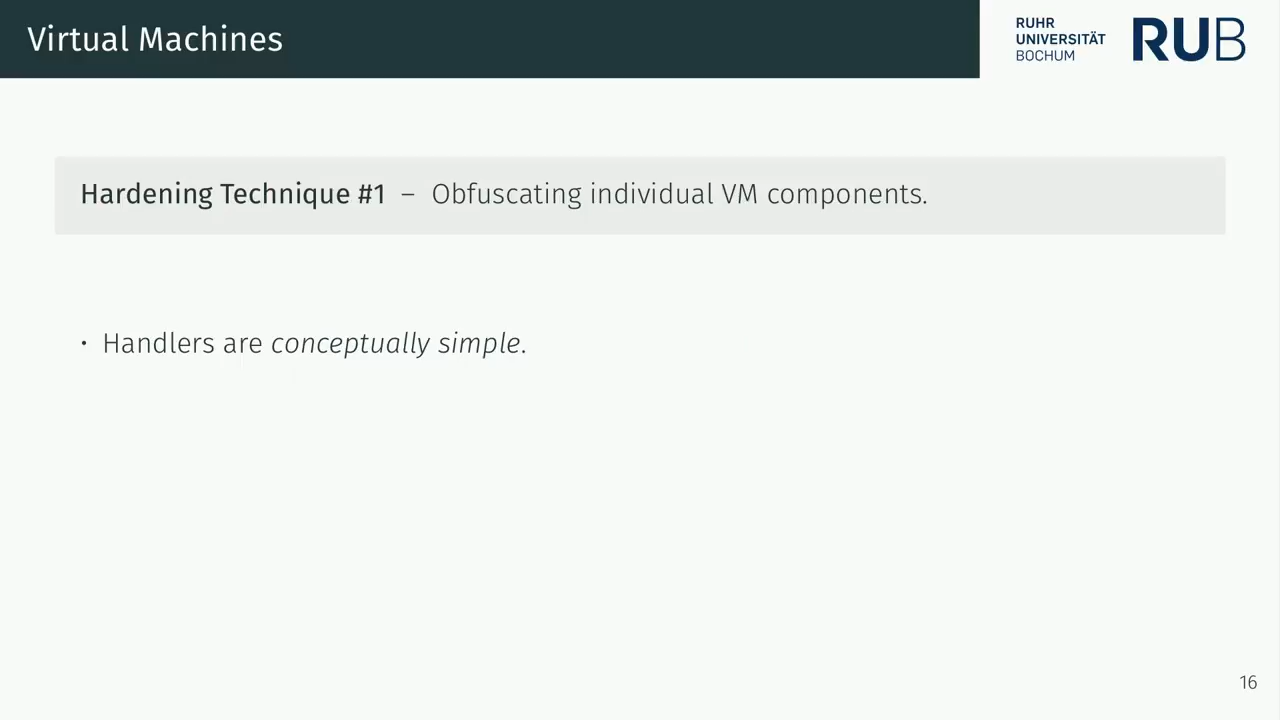 Virtual Machines
RUHR
UNIVERSITÄT
BOCHUM
RUB
Hardening Technique #1 – Obfuscating individual VM components.
• Handlers are conceptually simple.
16